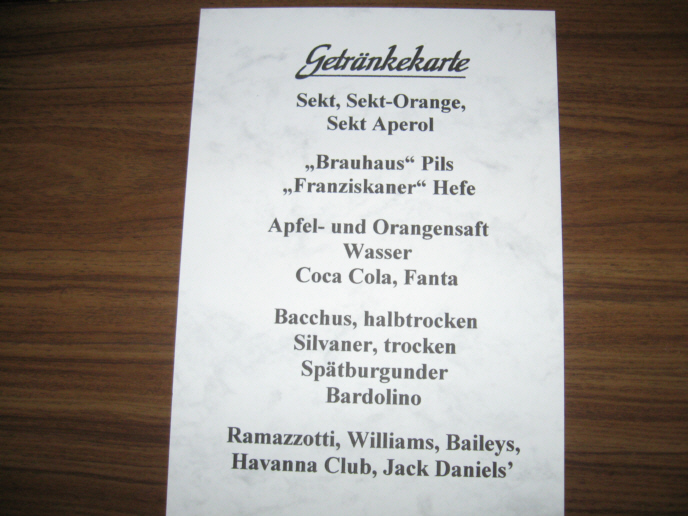 Getränkekarte
Sekt, Sekt-Orange,
Sekt Aperol
„Brauhaus“ Pils
„Franziskaner“ Hefe
Apfel- und Orangensaft
Wasser
Coca Cola, Fanta
Bacchus, halbtrocken
Silvaner, trocken
Spätburgunder
Bardolino
Ramazzotti, Williams, Baileys,
Havanna Club, Jack Daniels’